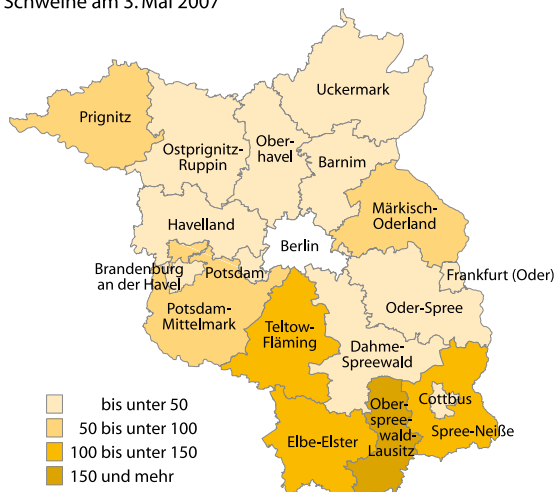 Schweine am 3. Mai 2007
Uckermark
Prignitz
Ober-
havel
Ostprignitz-
Ruppin
Barnim
Märkisch-
Oderland
Havelland
Berlin
Brandenburg
an der Havel
Potsdam
Frankfurt (Oder)
Potsdam-
Mittelmark
Oder-Spree
Teltow-
Fläming
Dahme-
Spreewald
Cottbus
Ober-
spree-
wald-
Lausitz
Spree-Neiße
Elbe-Elster
bis unter 50
50 bis unter 100
100 bis unter 150
150 und mehr